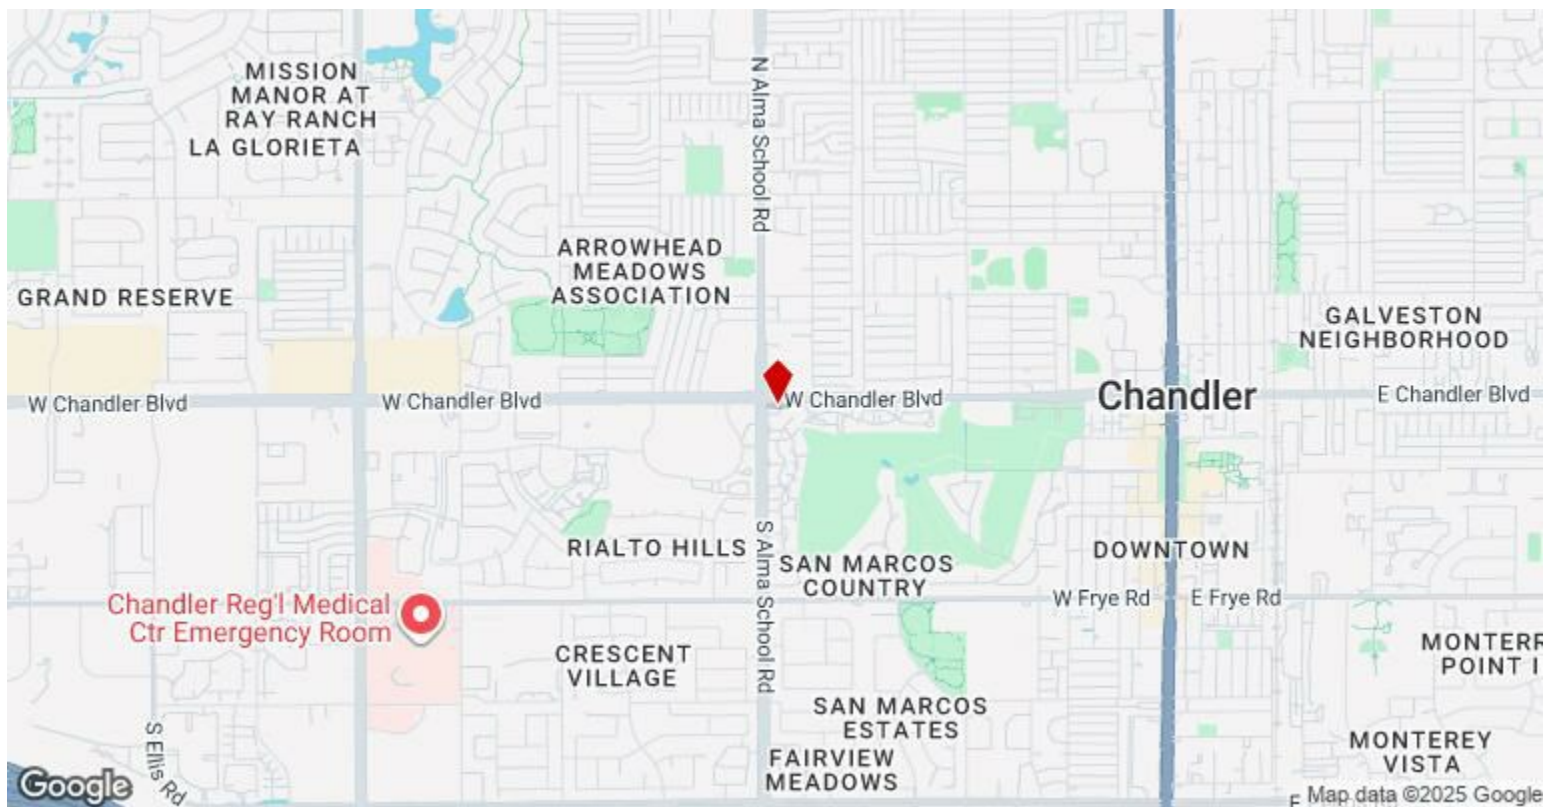 MISSION
MANOR AT
RAY RANCH
LA GLORIETA
N Alma School Rd
ARROWHEAD
MEADOWS
ASSOCIATION
GRAND RESERVE
GALVESTON
NEIGHBORHOOD
W Chandler Blvd
W Chandler Blvd
W Chandler Blvd
Chandler
E Chandler Blvd
RIALTO HILLS
S Alma School Rd
SAN MARCOS
COUNTRY
DOWNTOWN
W Frye Rd
E Frye Rd
Chandler Reg'l Medical
Ctr Emergency Room
CRESCENT
VILLAGE
MONTERR
POINT I
SAN MARCOS
ESTATES
S Ellis Rd
FAIRVIEW
MEADOWS
MONTEREY
VISTA
Google
E
Map data ©2025 Google